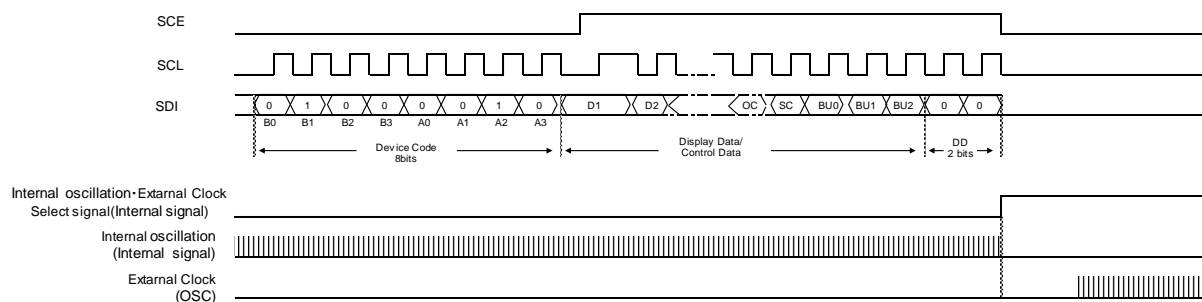 SCE
SCL
SDI
0 1 0 0 0 0 1 0 D1 D2 OC SC BU0 BU1 BU2 0 0
B0 B1 B2 B3 A0 A1 A2 A3
Device Code
8bits
Display Data/
Control Data
DD
2 bits
Internal oscillation・Extarnal Clock
Select signal(Internal signal)
Internal oscillation
(Internal signal)
Extarnal Clock
(OSC)